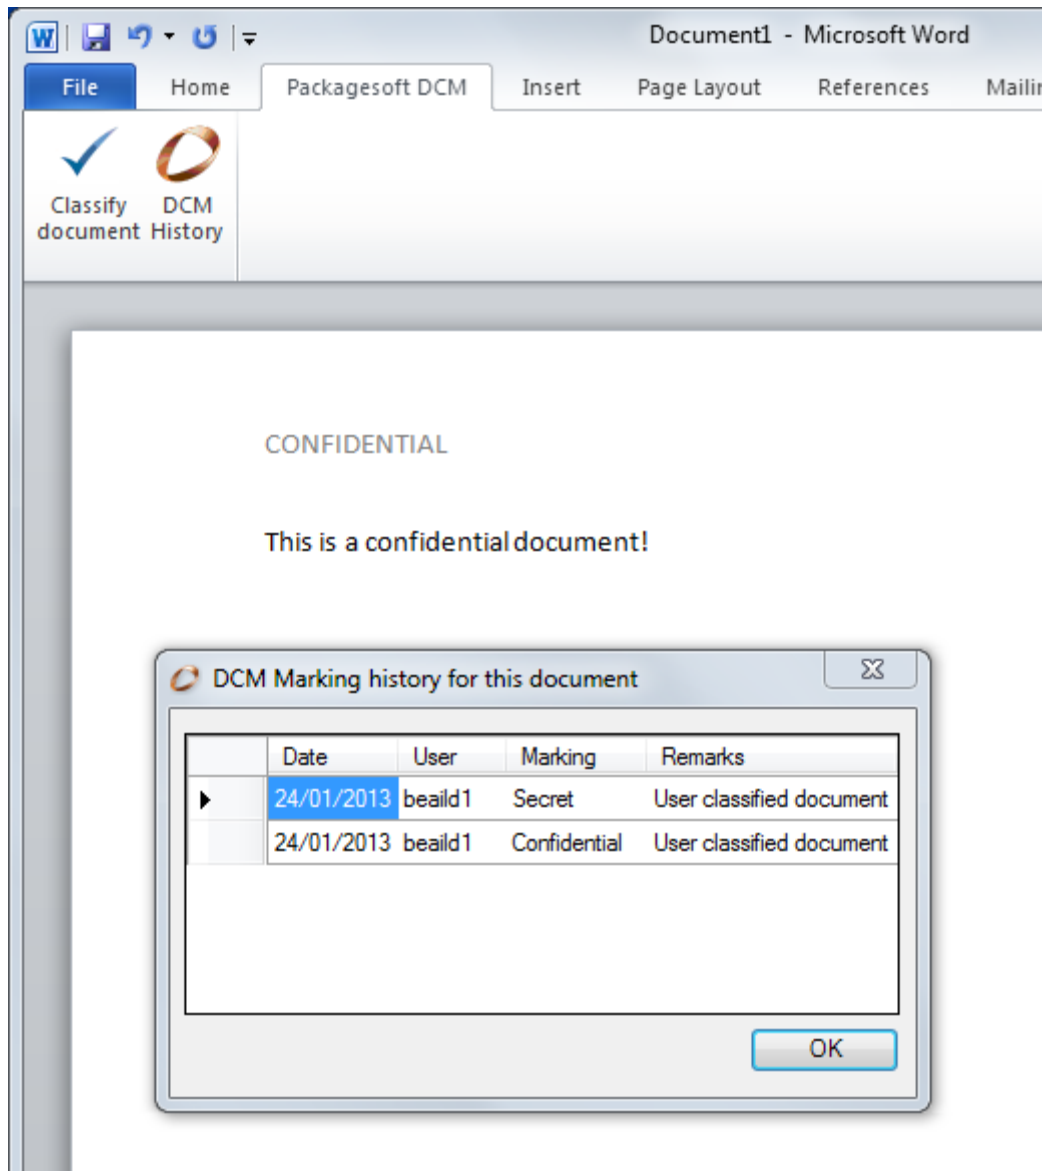 Document1 - Microsoft Word
File Home Packagesoft DCM Insert Page Layout References Mailin
Classify document
DCM History
CONFIDENTIAL
This is a confidential document!
DCM Marking history for this document
Date User Marking Remarks
24/01/2013 beaild1 Secret User classified document
24/01/2013 beaild1 Confidential User classified document
OK